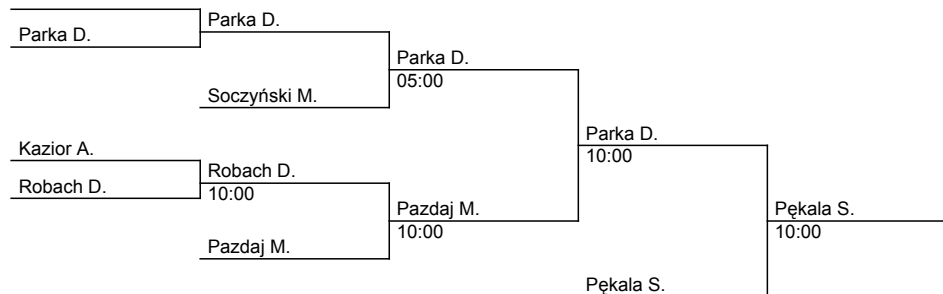 Parka D.
Parka D.
Parka D.
05:00
Soczyński M.
Parka D.
10:00
Kazior A.
Robach D.
Robach D.
10:00
Pazdaj M.
10:00
Pękala S.
10:00
Pazdaj M.
Pękala S.